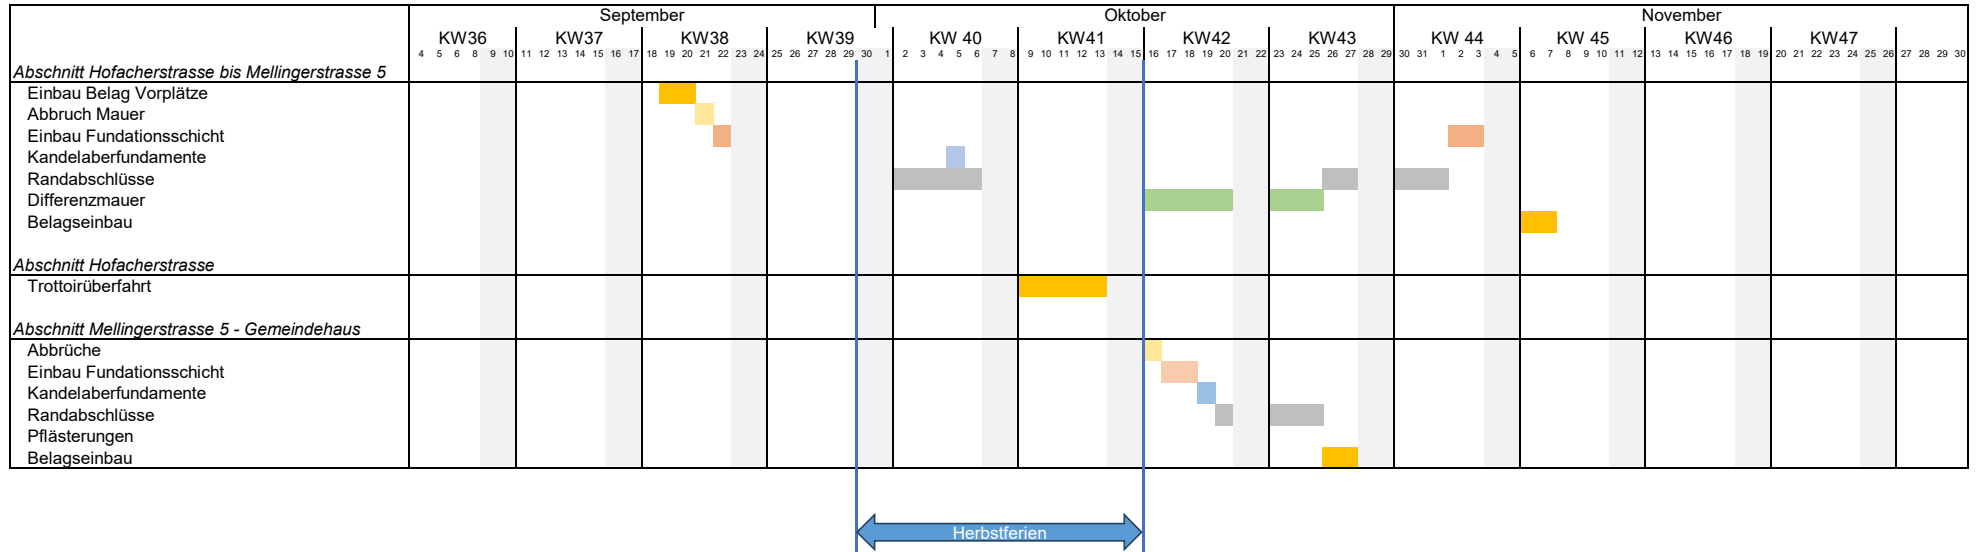 September Oktober November
KW36 KW37 KW38 KW39 KW 40 KW41 KW42 KW43 KW 44 KW 45 KW46 KW47
4 5 6 7 8 9 10 11 12 13 14 15 16 17 18 19 20 21 22 23 24 25 26 27 28 29 30 1 2 3 4 5 6 7 8 9 10 11 12 13 14 15 16 17 18 19 20 21 22 23 24 25 26 27 28 29 30 31 1 2 3 4 5 6 7 8 9 10 11 12 13 14 15 16 17 18 19 20 21 22 23 24 25 26 27 28 29 30
Abschnitt Hofacherstrasse bis Mellingerstrasse 5
Einbau Belag Vorplätze
Abbruch Mauer
Einbau Fundationsschicht
Kandelaberfundamente
Randabschlüsse
Differenzmauer
Belagseinbau
Abschnitt Hofacherstrasse
Trottoirüberfahrt
Abschnitt Mellingerstrasse 5 - Gemeindehaus
Abbrüche
Einbau Fundationsschicht
Kandelaberfundamente
Randabschlüsse
Pflästerungen
Belagseinbau
Herbstferien